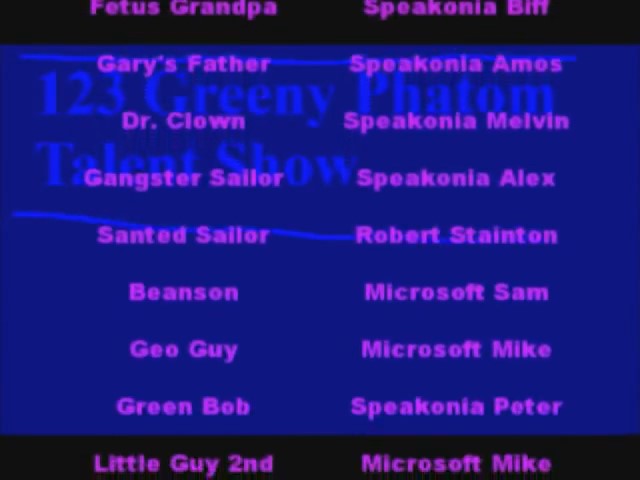 Fetus Grandpa Speakonia Biff
Gary's Father Speakonia Amos
123 Greeny Phatom
Dr. Clown Speakonia Melvin
Talent Show
Gangster Sailor Speakonia Alex
Santed Sailor Robert Stainton
Beanson Microsoft Sam
Geo Guy Microsoft Mike
Green Bob Speakonia Peter
Little Guy 2nd Microsoft Mike